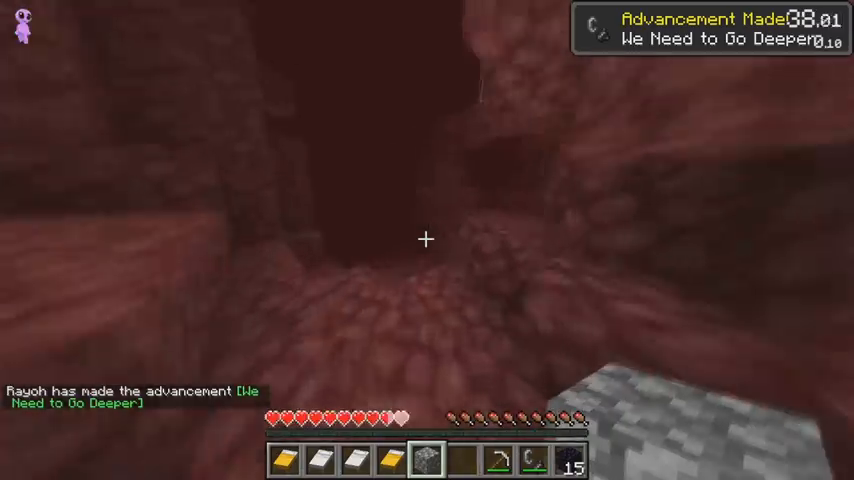 Advancement Made
38.01
We Need to Go Deeper
0.10
Rayoh has made the advancement [We
Need to Go Deeper]
15